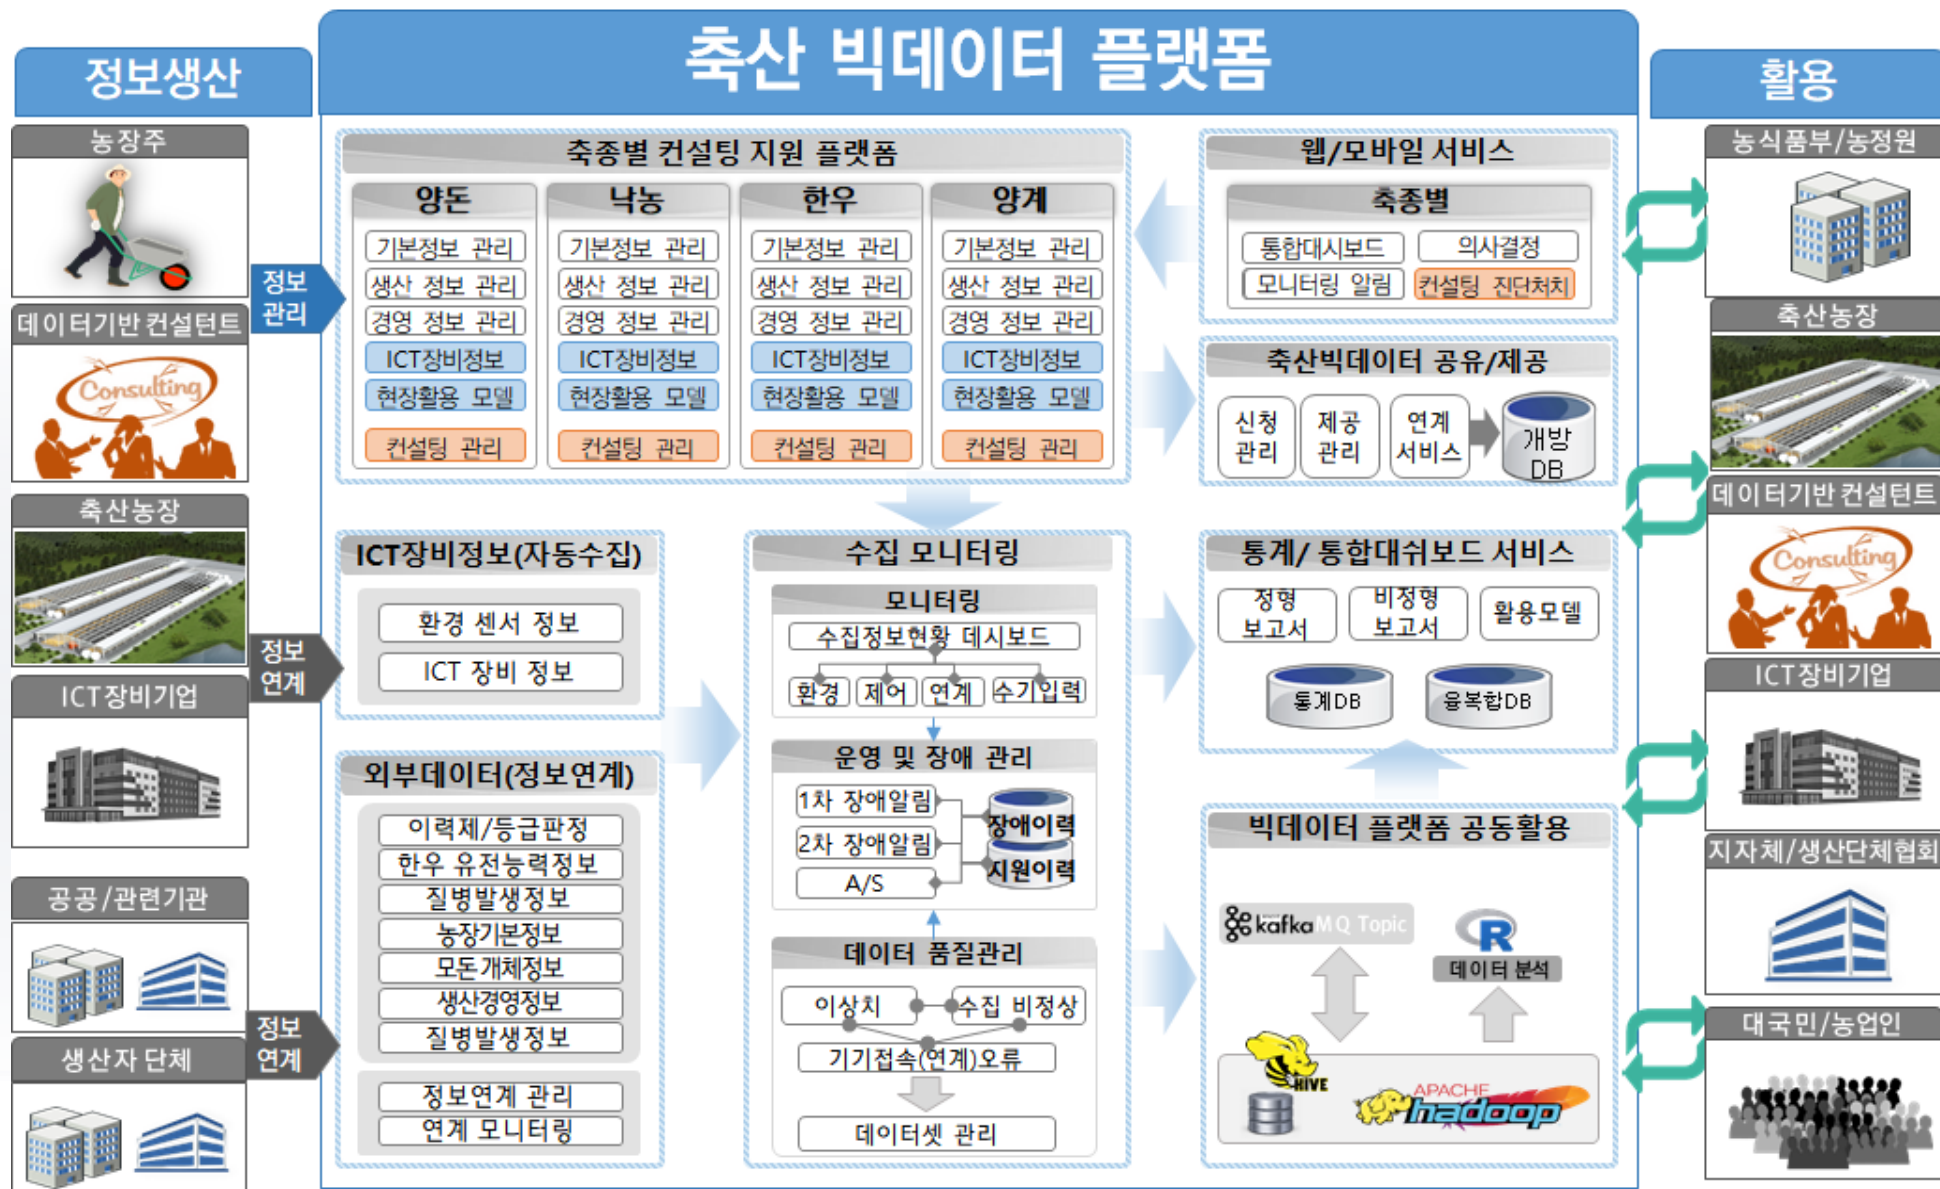 정보생산
농장주
데이터기반 컨설턴트
Consulting
축산농장
ICT장비기업
공공/관련기관
생산자 단체
정보
관리
정보
연계
정보
연계
축산 빅데이터 플랫폼
축종별 컨설팅 지원 플랫폼
양돈
기본정보 관리
생산 정보 관리
경영 정보 관리
ICT장비정보
현장활용 모델
컨설팅 관리
낙농
기본정보 관리
생산 정보 관리
경영 정보 관리
ICT장비정보
현장활용 모델
컨설팅 관리
한우
기본정보 관리
생산 정보 관리
경영 정보 관리
ICT장비정보
현장활용 모델
컨설팅 관리
양계
기본정보 관리
생산 정보 관리
경영 정보 관리
ICT장비정보
현장활용 모델
컨설팅 관리
웹/모바일 서비스
축종별
통합대시보드
의사결정
모니터링 알림
컨설팅 진단처치
축산빅데이터 공유/제공
신청
관리
제공
관리
연계
서비스
개방
DB
ICT장비정보(자동수집)
환경 센서 정보
ICT 장비 정보
외부데이터(정보연계)
이력제/등급판정
한우 유전능력정보
질병발생정보
농장기본정보
모돈개체정보
생산경영정보
질병발생정보
정보연계 관리
연계 모니터링
수집 모니터링
모니터링
수집정보현황 데시보드
환경
제어
연계
수기입력
운영 및 장애 관리
1차 장애알림
2차 장애알림
A/S
장애이력
지원이력
데이터 품질관리
이상치
수집 비정상
기기접속(연계)오류
데이터셋 관리
통계/ 통합대쉬보드 서비스
정형
보고서
비정형
보고서
활용모델
통계DB
융복합DB
빅데이터 플랫폼 공동활용
kafka MQ Topic
R
데이터 분석
HIVE
APACHE
hadoop
활용
농식품부/농정원
축산농장
데이터기반 컨설턴트
Consulting
ICT장비기업
지자체/생산단체협회
대국민/농업인